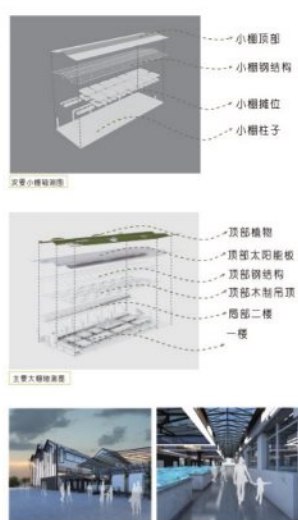 小棚顶部
小棚钢结构
小棚摊位
小棚柱子
次要小棚轴测图
顶部植物
顶部太阳能板
顶部钢结构
顶部木制吊顶
局部二楼
一楼
主要大棚轴测图